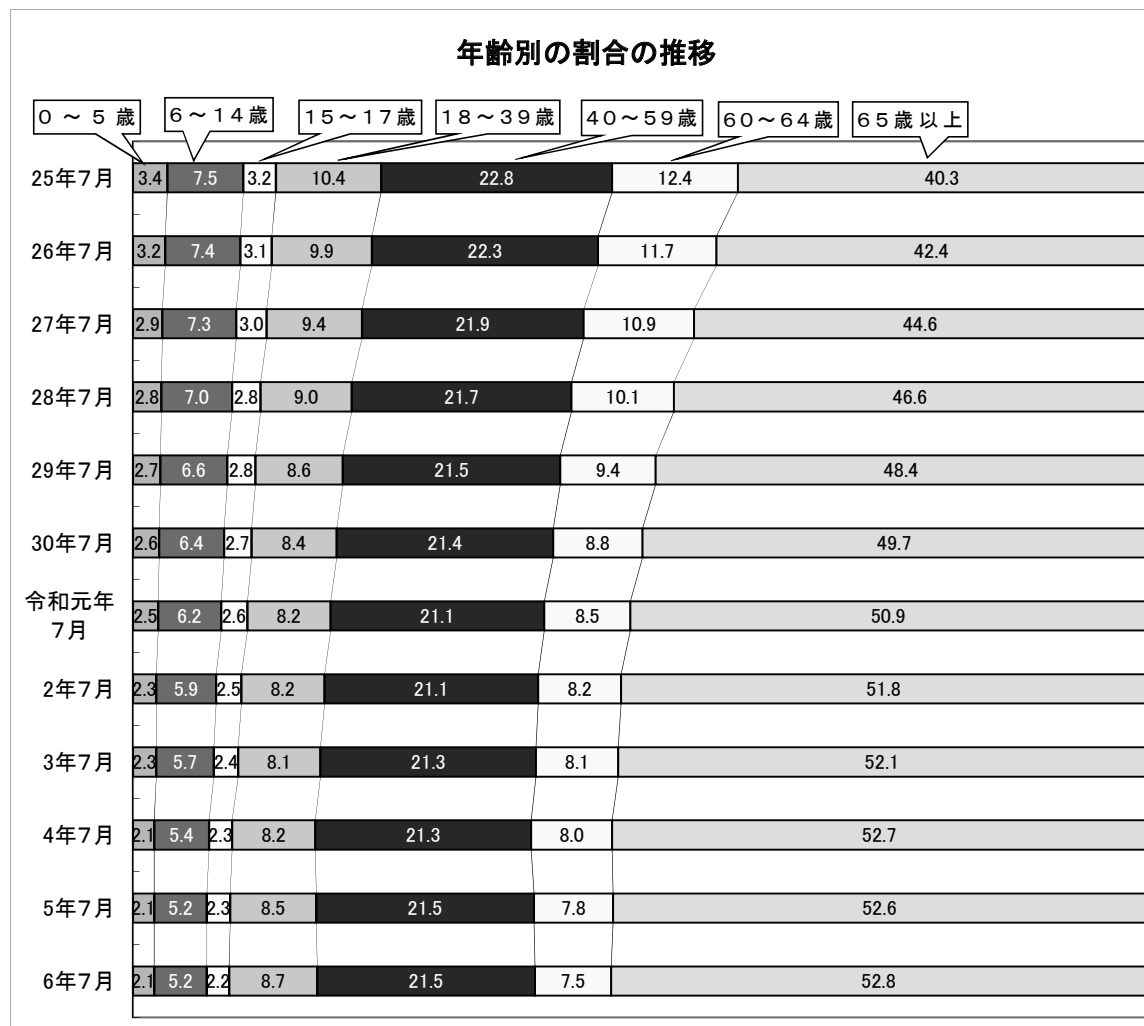 年齢別の割合の推移
０～５歳 ６～１４歳 １５～１７歳 １８～３９歳 ４０～５９歳 ６０～６４歳 ６５歳以上
25年７月 3.4 7.5 3.2 10.4 22.8 12.4 40.3
26年７月 3.2 7.4 3.1 9.9 22.3 11.7 42.4
27年７月 2.9 7.3 3.0 9.4 21.9 10.9 44.6
28年７月 2.8 7.0 2.8 9.0 21.7 10.1 46.6
29年７月 2.7 6.6 2.8 8.6 21.5 9.4 48.4
30年７月 2.6 6.4 2.7 8.4 21.4 8.8 49.7
令和元年
７月 2.5 6.2 2.6 8.2 21.1 8.5 50.9
2年７月 2.3 5.9 2.5 8.2 21.1 8.2 51.8
3年７月 2.3 5.7 2.4 8.1 21.3 8.1 52.1
4年７月 2.1 5.4 2.3 8.2 21.3 8.0 52.7
5年７月 2.1 5.2 2.3 8.5 21.5 7.8 52.6
6年７月 2.1 5.2 2.2 8.7 21.5 7.5 52.8